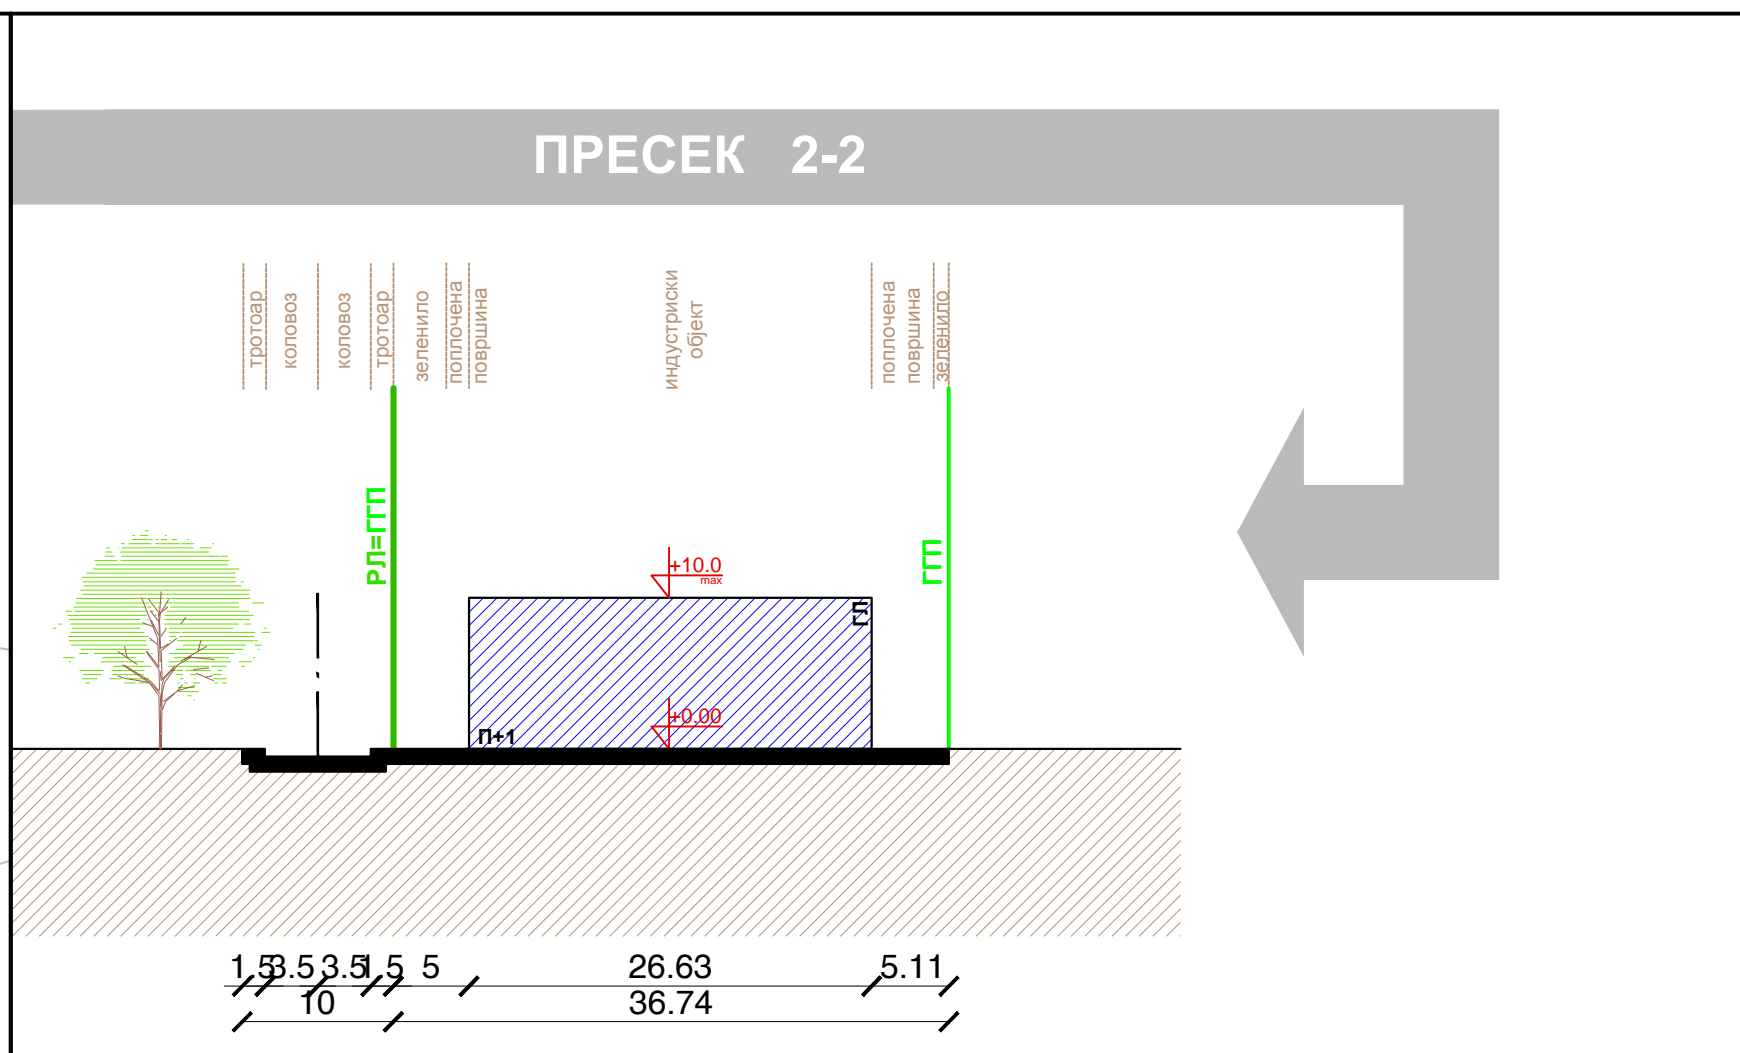 ПРЕСЕК 2-2
тротоар
коловоз
коловоз
тротоар
зеленило
поплочена
површина
индустриски
објект
поплочена
површина
зеленило
РЛ=ГГП
ГГП
+10.0
max
ГП
+0.00
П+1
1.5 3.5 3.5 1.5 5 26.63 5.11
10 36.74